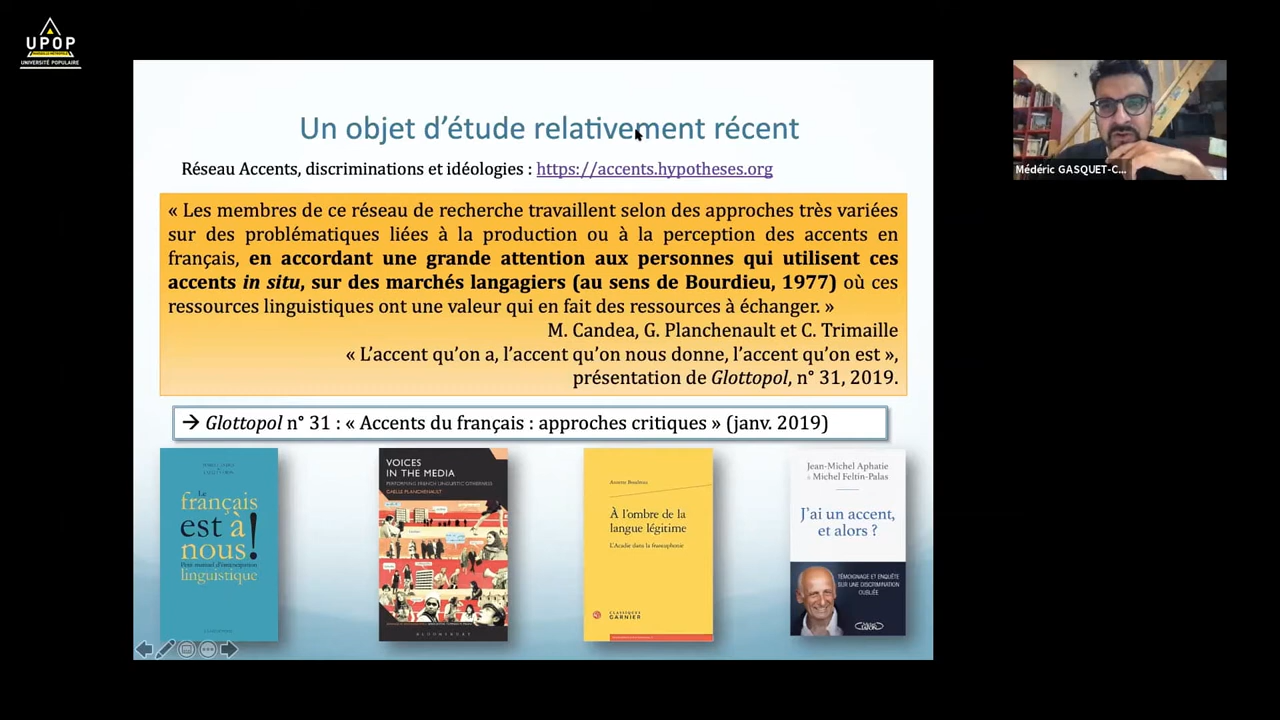 UPOP
UNIVERSITÉ POPULAIRE
Un objet d’étude relativement récent
Réseau Accents, discriminations et idéologies : https://accents.hypotheses.org
« Les membres de ce réseau de recherche travaillent selon des approches très variées
sur des problématiques liées à la production ou à la perception des accents en
français, en accordant une grande attention aux personnes qui utilisent ces
accents in situ, sur des marchés langagiers (au sens de Bourdieu, 1977) où ces
ressources linguistiques ont une valeur qui en fait des ressources à échanger. »
M. Candea, G. Planchenault et C. Trimaille
« L’accent qu’on a, l’accent qu’on nous donne, l’accent qu’on est »,
présentation de Glottopol, n° 31, 2019.
→ Glottopol n° 31 : « Accents du français : approches critiques » (janv. 2019)
Le
français
est à
nous!
Petit manuel d'émancipation
linguistique
VOICES
IN THE MEDIA
PERFORMING FRENCH LINGUISTIC OTHERNESS
GAËLLE PLANCHENAULT
BLOOMSBURY
Annette Boudreau
À l’ombre de la
langue légitime
L’Acadie dans la francophonie
CLASSIQUES
GARNIER
Jean-Michel Aphatie
& Michel Feltin-Palas
J’ai un accent,
et alors ?
TÉMOIGNAGE ET ENQUÊTE
SUR UNE DISCRIMINATION
OUBLIÉE
Médéric GASQUET-C...